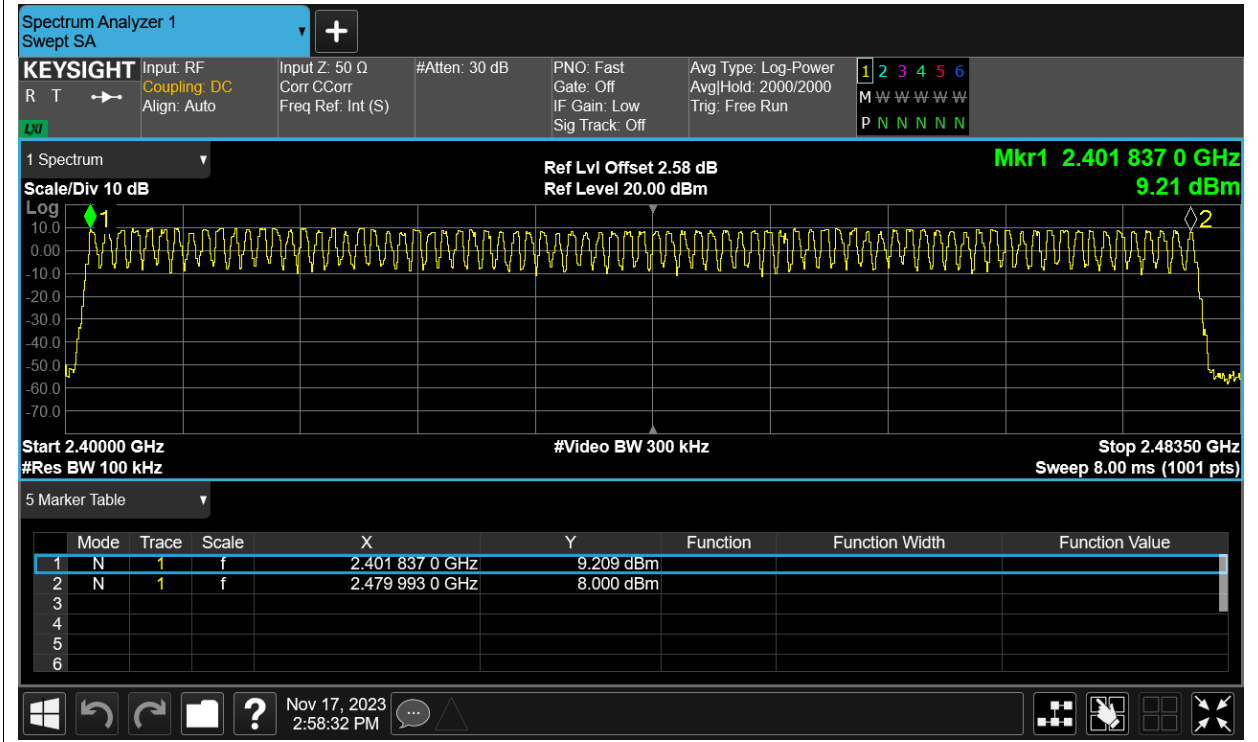 Spectrum Analyzer 1
Swept SA
+
KEYSIGHT
R T
LXI
Input: RF
Coupling: DC
Align: Auto
Input Z: 50 Ω
Corr CCorr
Freq Ref: Int (S)
#Atten: 30 dB
PNO: Fast
Gate: Off
IF Gain: Low
Sig Track: Off
Avg Type: Log-Power
Avg|Hold: 2000/2000
Trig: Free Run
1 2 3 4 5 6
M W W W W W
P N N N N N
1 Spectrum
Scale/Div 10 dB
Ref Lvl Offset 2.58 dB
Ref Level 20.00 dBm
Mkr1 2.401 837 0 GHz
9.21 dBm
Log
1
2
10.0
0.00
-10.0
-20.0
-30.0
-40.0
-50.0
-60.0
-70.0
Start 2.40000 GHz
#Res BW 100 kHz
#Video BW 300 kHz
Stop 2.48350 GHz
Sweep 8.00 ms (1001 pts)
5 Marker Table
Mode Trace Scale X Y Function Function Width Function Value
1 N 1 f 2.401 837 0 GHz 9.209 dBm
2 N 1 f 2.479 993 0 GHz 8.000 dBm
3
4
5
6
?
Nov 17, 2023
2:58:32 PM